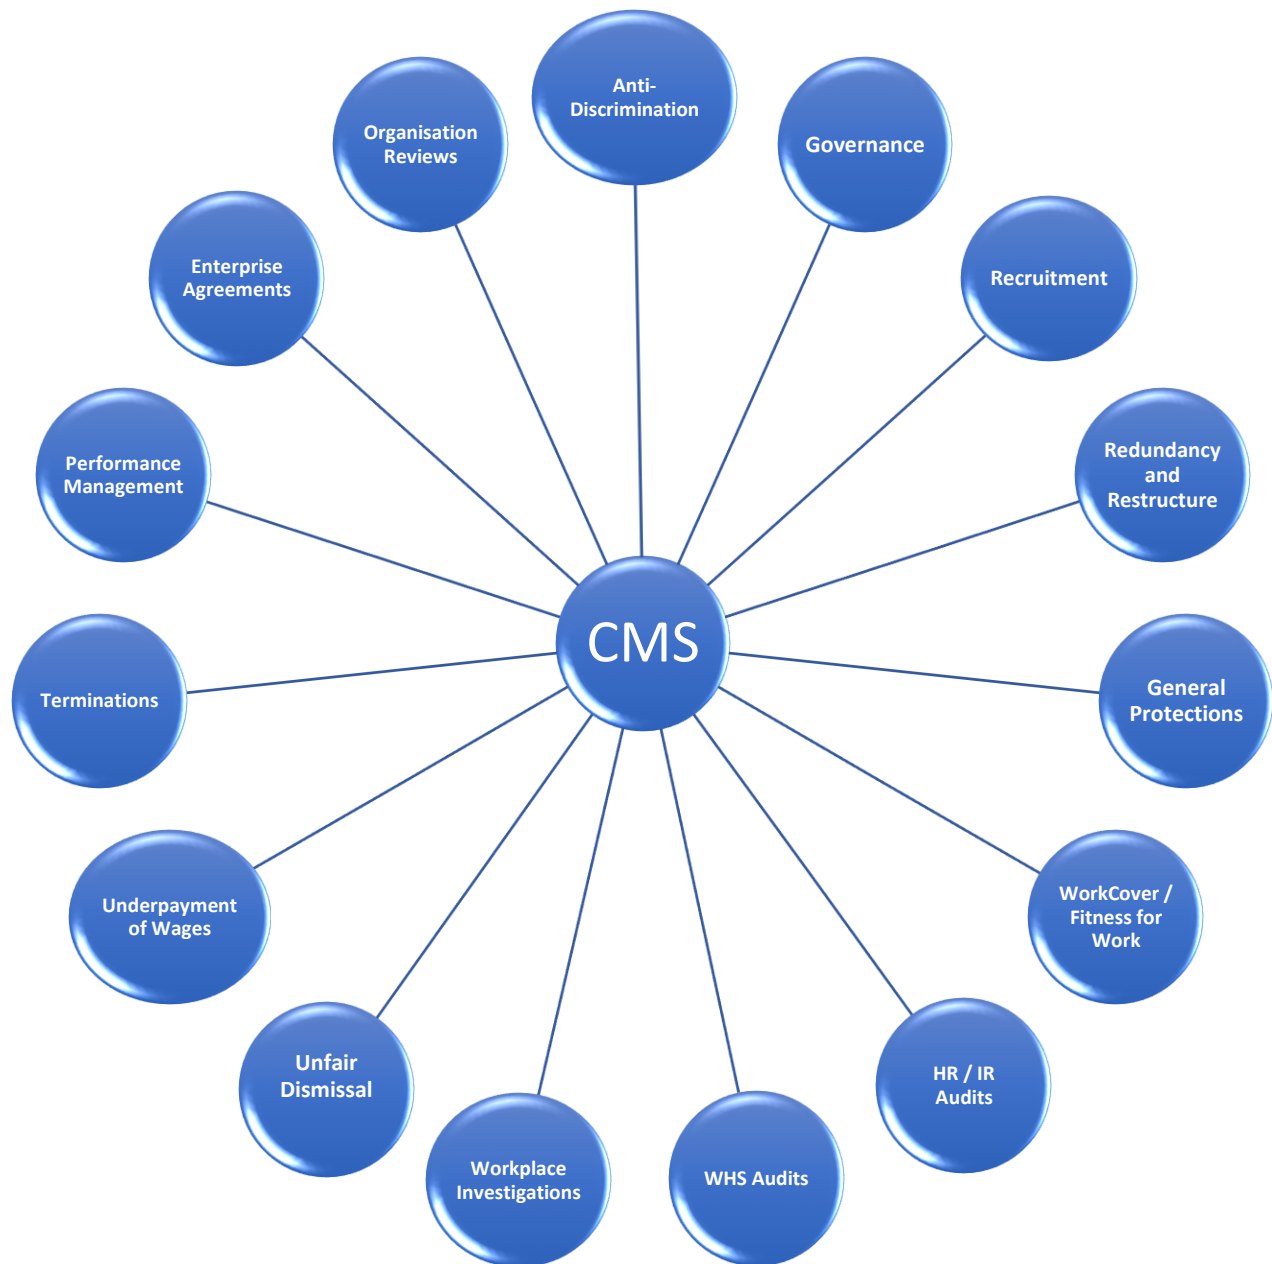 Anti-
Discrimination
Governance
Recruitment
Redundancy
and
Restructure
General
Protections
WorkCover /
Fitness for
Work
HR / IR
Audits
WHS Audits
Workplace
Investigations
Unfair
Dismissal
Underpayment
of Wages
Terminations
Performance
Management
Enterprise
Agreements
Organisation
Reviews
CMS